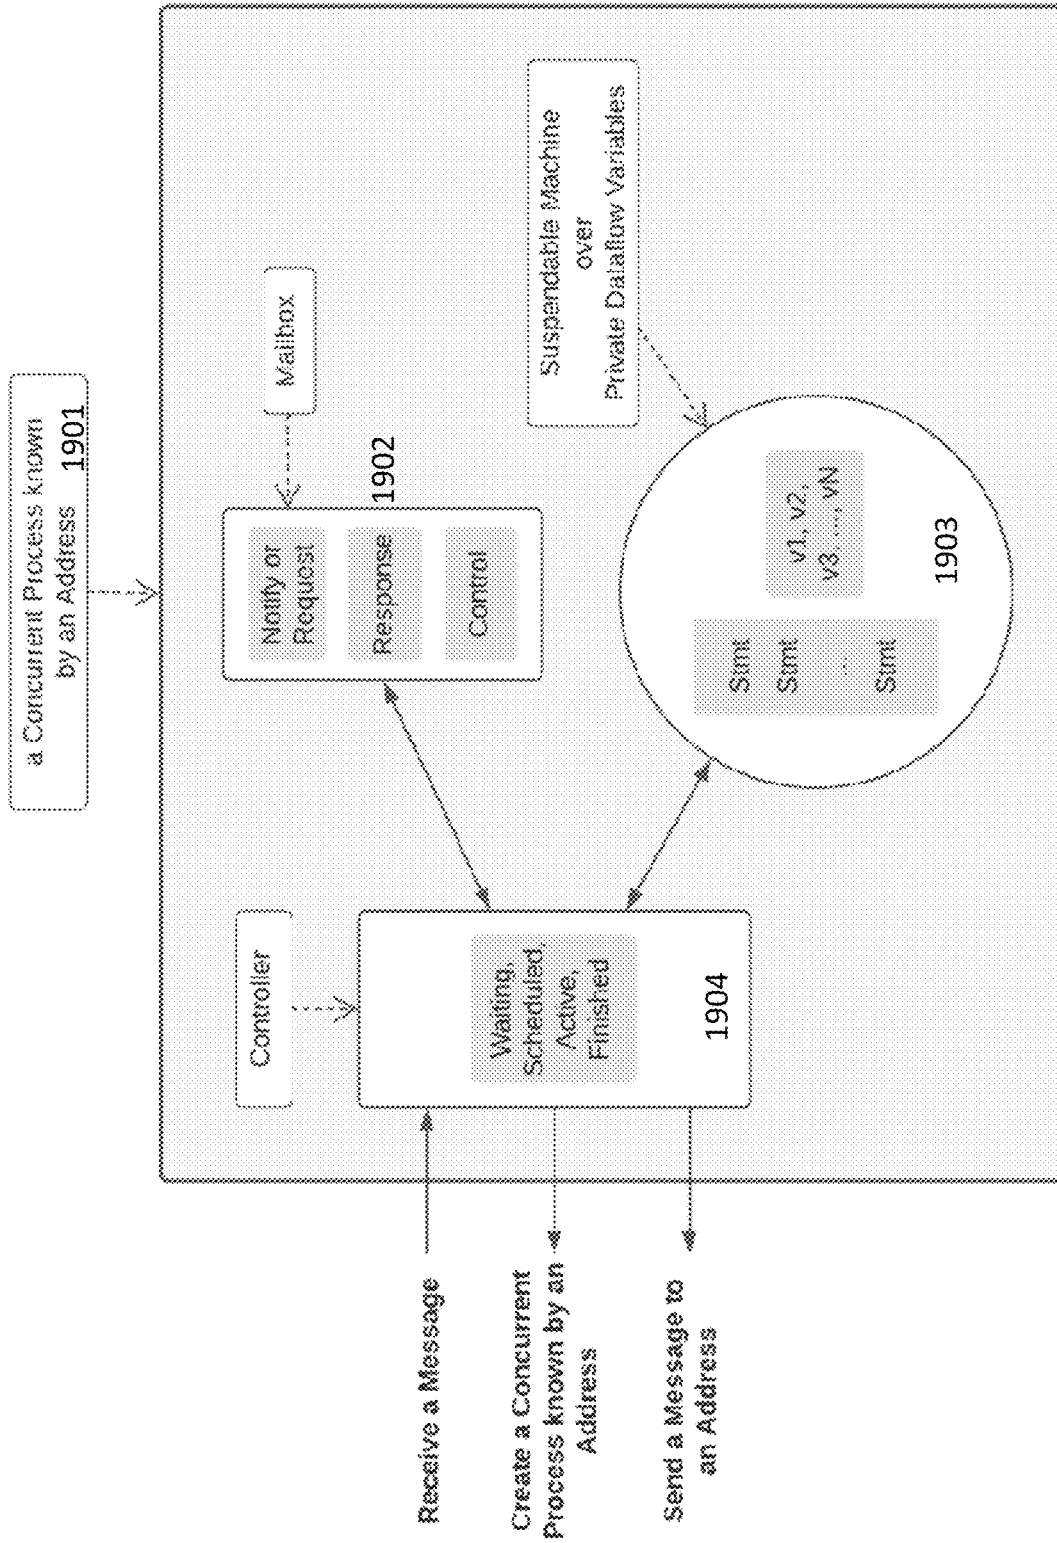 a Concurrent Process known
by an Address 1901
Controller
Mailbox
Notify or
Request
Response
Control
1902
Waiting,
Scheduled,
Active,
Finished
1904
Suspendable Machine
over
Private Dataflow Variables
Stmt
Stmt
...
Stmt
v1, v2,
v3 ..., vN
1903
Receive a Message
Create a Concurrent
Process known by an
Address
Send a Message to
an Address